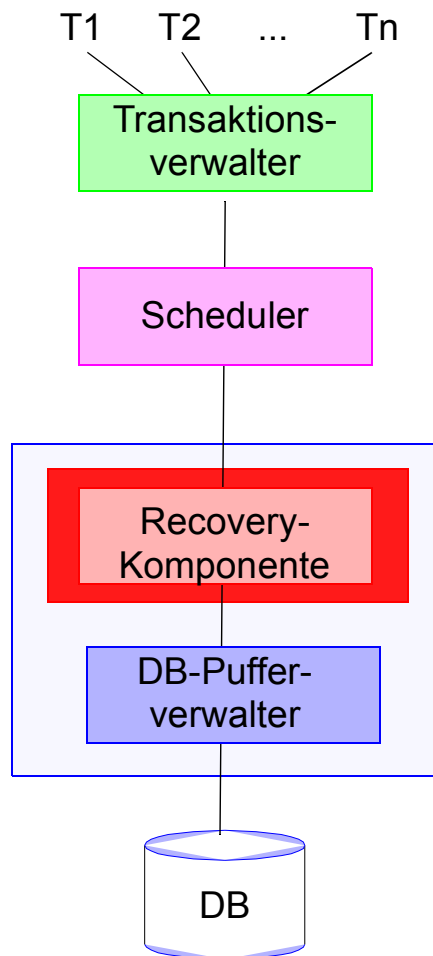 T1 T2 ... Tn
Transaktions-
verwalter
Scheduler
Recovery-
Komponente
DB-Puffer-
verwalter
DB